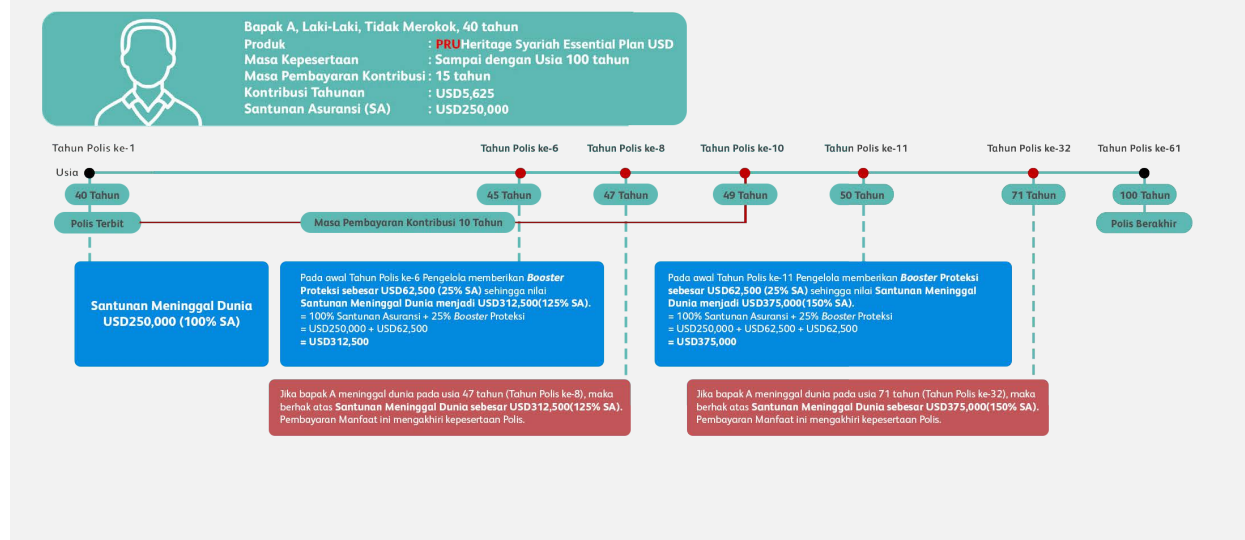 Bapak A, Laki-Laki, Tidak Merokok, 40 tahun
Produk : PRUHeritage Syariah Essential Plan USD
Masa Kepesertaan : Sampai dengan Usia 100 tahun
Masa Pembayaran Kontribusi : 15 tahun
Kontribusi Tahunan : USD5,625
Santunan Asuransi (SA) : USD250,000
Tahun Polis ke-1 Tahun Polis ke-6 Tahun Polis ke-8 Tahun Polis ke-10 Tahun Polis ke-11 Tahun Polis ke-32 Tahun Polis ke-61
Usia
40 Tahun 45 Tahun 47 Tahun 49 Tahun 50 Tahun 71 Tahun 100 Tahun
Polis Terbit Masa Pembayaran Kontribusi 10 Tahun Polis Berakhir
Santunan Meninggal Dunia
USD250,000 (100% SA)
Pada awal Tahun Polis ke-6 Pengelola memberikan Booster
Proteksi sebesar USD62,500 (25% SA) sehingga nilai
Santunan Meninggal Dunia menjadi USD312,500(125% SA).
= 100% Santunan Asuransi + 25% Booster Proteksi
= USD250,000 + USD62,500
= USD312,500
Pada awal Tahun Polis ke-11 Pengelola memberikan Booster Proteksi
sebesar USD62,500 (25% SA) sehingga nilai Santunan Meninggal
Dunia menjadi USD375,000(150% SA).
= 100% Santunan Asuransi + 25% Booster Proteksi
= USD250,000 + USD62,500 + USD62,500
= USD375,000
Jika bapak A meninggal dunia pada usia 47 tahun (Tahun Polis ke-8), maka
berhak atas Santunan Meninggal Dunia sebesar USD312,500(125% SA).
Pembayaran Manfaat ini mengakhiri kepesertaan Polis.
Jika bapak A meninggal dunia pada usia 71 tahun (Tahun Polis ke-32), maka
berhak atas Santunan Meninggal Dunia sebesar USD375,000(150% SA).
Pembayaran Manfaat ini mengakhiri kepesertaan Polis.